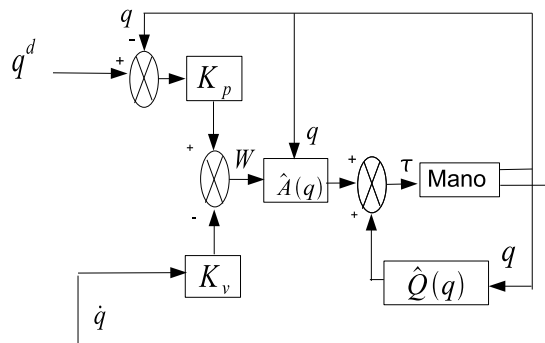 q
-
+
q^d
K_p
q
+
W
Â(q)
+
τ
Mano
+
-
K_v
Q̂(q)
q
q̇